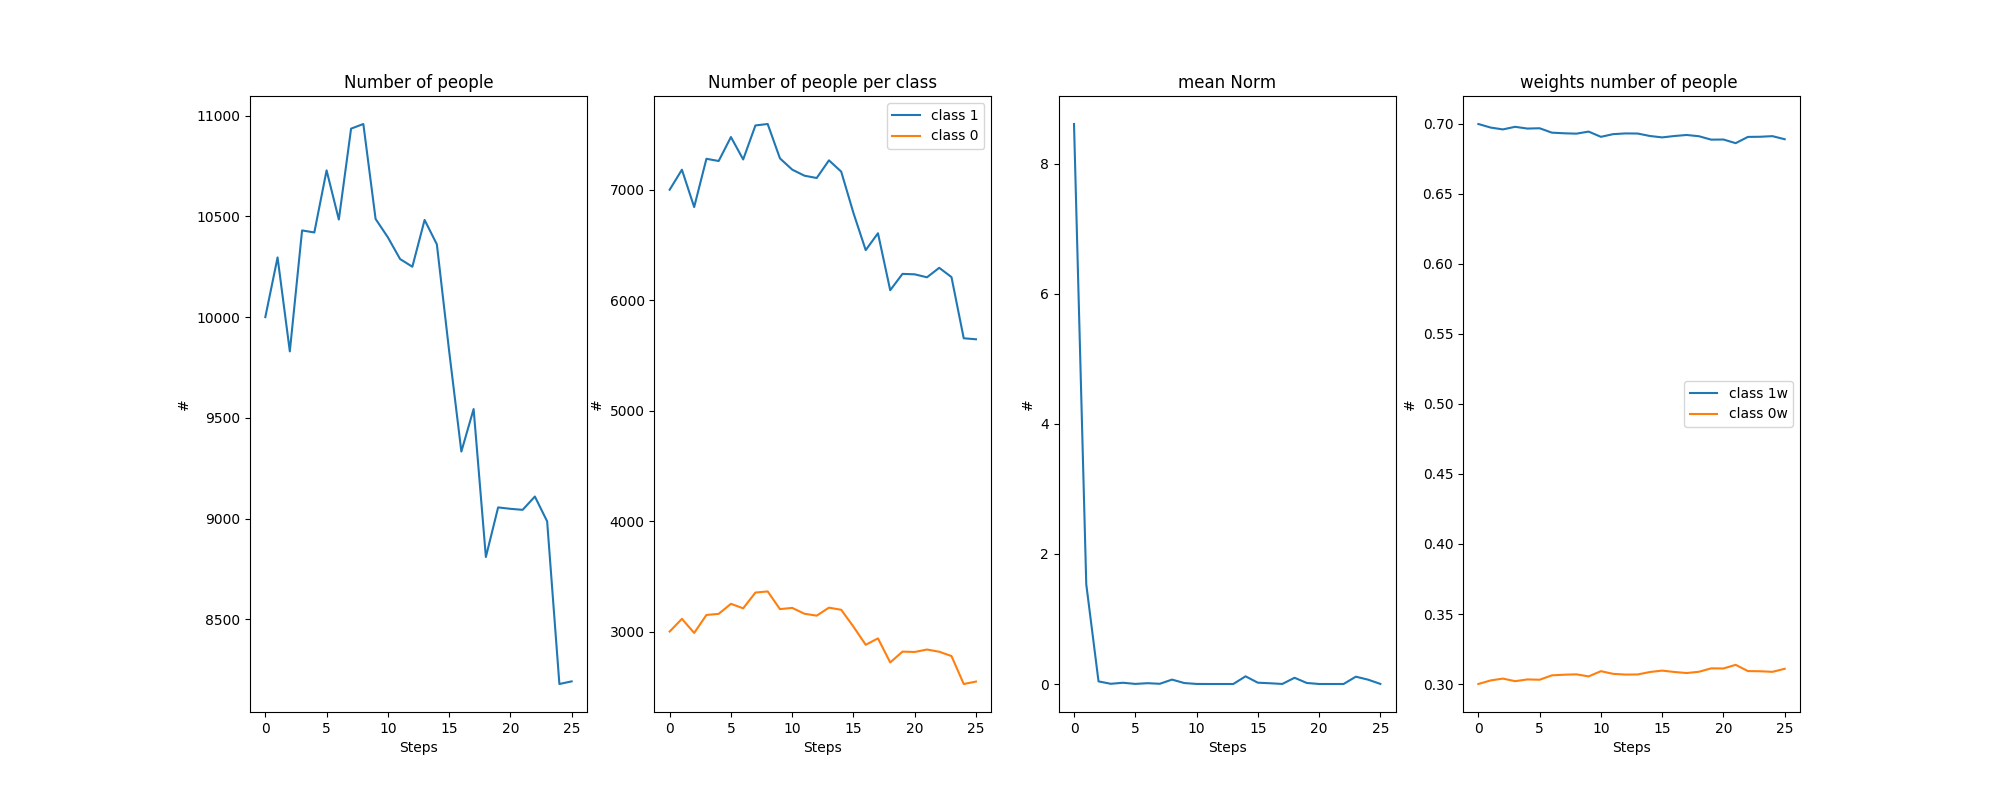 Number of people
11000
10500
10000
9500
9000
8500
#
0 5 10 15 20 25
Steps
Number of people per class
class 1
class 0
7000
6000
5000
4000
3000
#
0 5 10 15 20 25
Steps
mean Norm
8
6
4
2
0
#
0 5 10 15 20 25
Steps
weights number of people
0.70
0.65
0.60
0.55
0.50
0.45
0.40
0.35
0.30
#
class 1w
class 0w
0 5 10 15 20 25
Steps